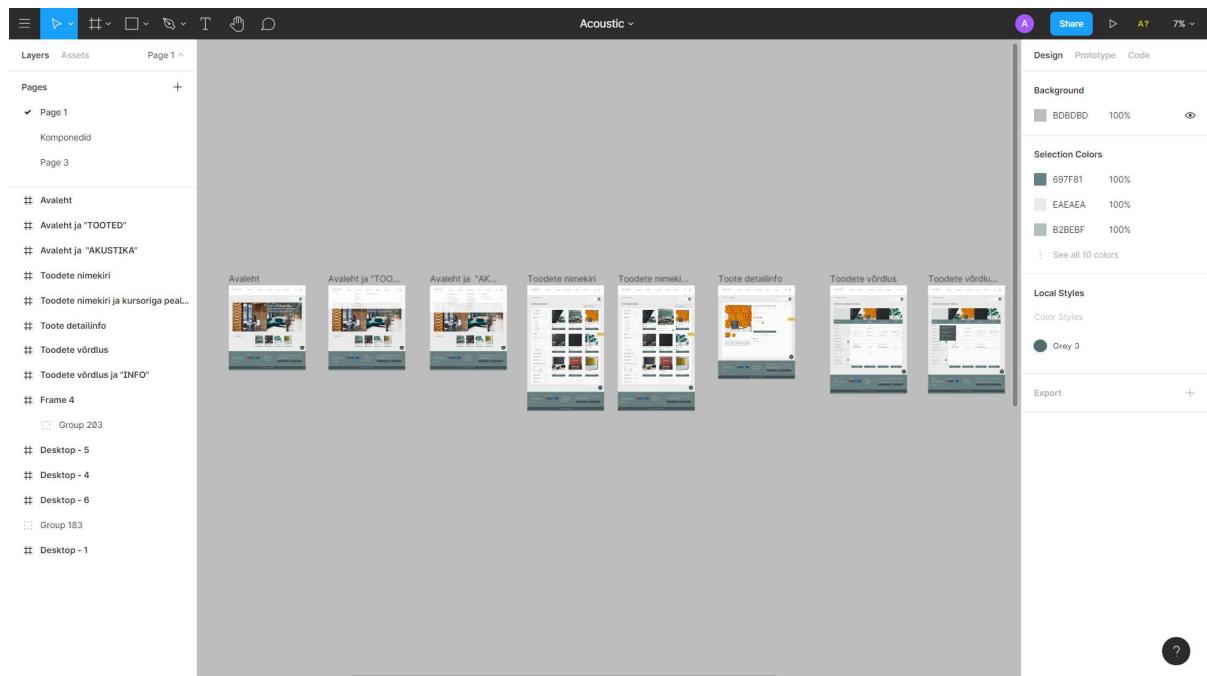 Acoustic
A
Share
A?
7%
Layers Assets Page 1
Pages
Page 1
Komponedid
Page 3
Avaleht
Avaleht ja "TOOTED"
Avaleht ja "AKUSTIKA"
Toodete nimekiri
Toodete nimekiri ja kursoriga peal...
Toote detailinfo
Toodete võrdlus
Toodete võrdlus ja "INFO"
Frame 4
Group 203
Desktop - 5
Desktop - 4
Desktop - 6
Group 183
Desktop - 1
Avaleht
Avaleht ja "TOO...
Avaleht ja "AK...
Toodete nimekiri
Toodete nimeki...
Toote detailinfo
Toodete võrdlus
Toodete võrdlu...
Design Prototype Code
Background
BDBDBD 100%
Selection Colors
697F81 100%
EAEAEA 100%
B2BEBF 100%
See all 10 colors
Local Styles
Color Styles
Grey 3
Export
?